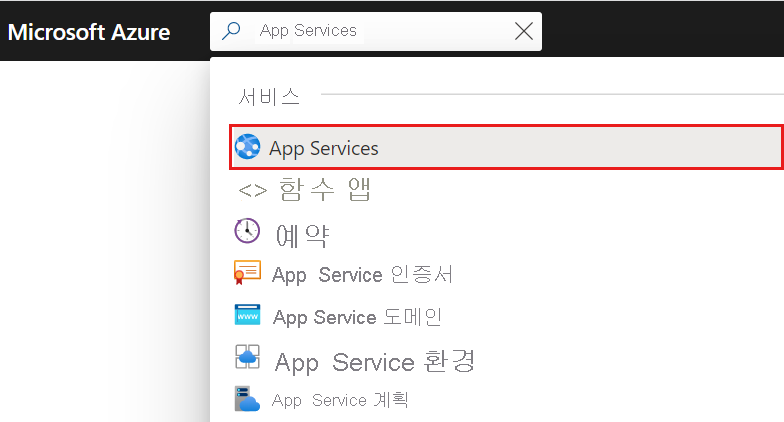 Microsoft Azure
App Services
서비스
App Services
<> 함수 앱
예약
App Service 인증서
www
App Service 도메인
App Service 환경
App Service 계획